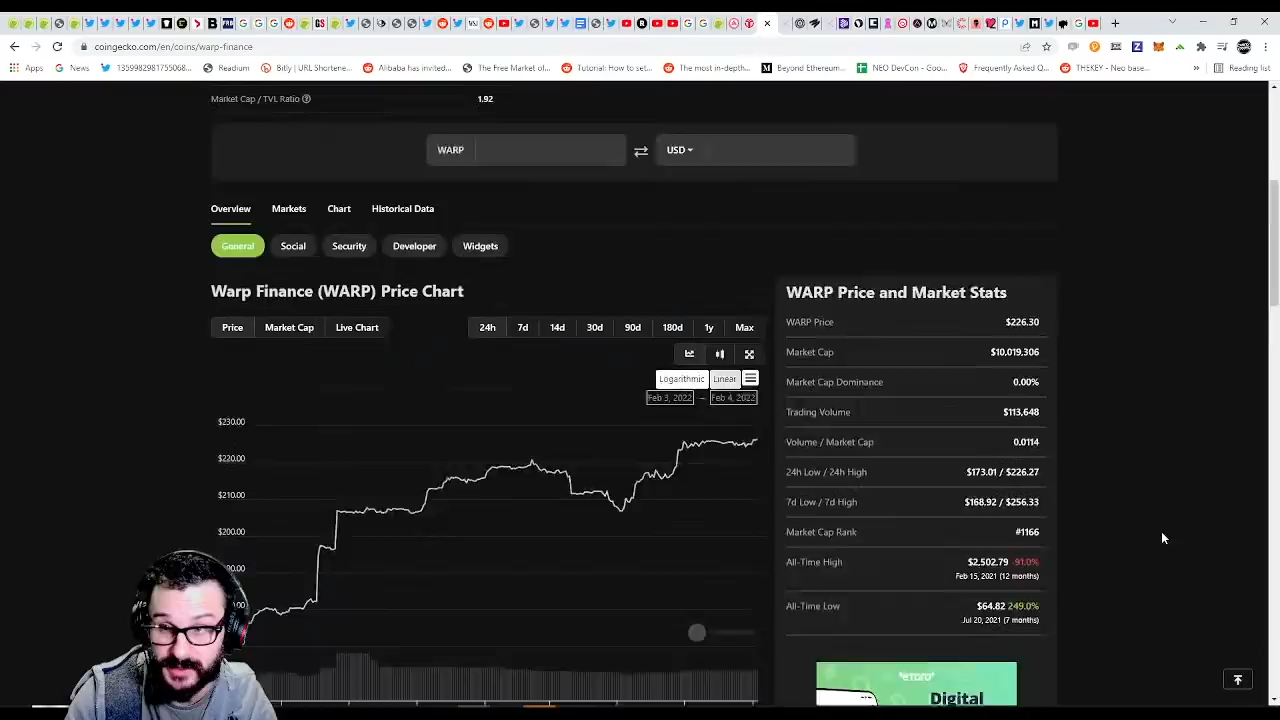 coingecko.com/en/coins/warp-finance
Apps
News
1359982981755068...
Readium
Bitly | URL Shortene...
Alibaba has invited...
The Free Market of...
Tutorial: How to set...
The most in-depth...
Beyond Ethereum...
NEO DevCon - Goo...
Frequently Asked Q...
THEKEY - Neo base...
»
Reading list
Market Cap / TVL Ratio
1.92
WARP
USD
Overview
Markets
Chart
Historical Data
General
Social
Security
Developer
Widgets
Warp Finance (WARP) Price Chart
Price
Market Cap
Live Chart
24h
7d
14d
30d
90d
180d
1y
Max
Logarithmic
Linear
Feb 3, 2022 → Feb 4, 2022
$230.00
$220.00
$210.00
$200.00
WARP Price and Market Stats
WARP Price $226.30
Market Cap $10,019,306
Market Cap Dominance 0.00%
Trading Volume $113,648
Volume / Market Cap 0.0114
24h Low / 24h High $173.01 / $226.27
7d Low / 7d High $168.92 / $256.33
Market Cap Rank #1166
All-Time High $2,502.79 -91.0%
Feb 15, 2021 (12 months)
All-Time Low $64.82 249.0%
Jul 20, 2021 (7 months)
eToro
Digital